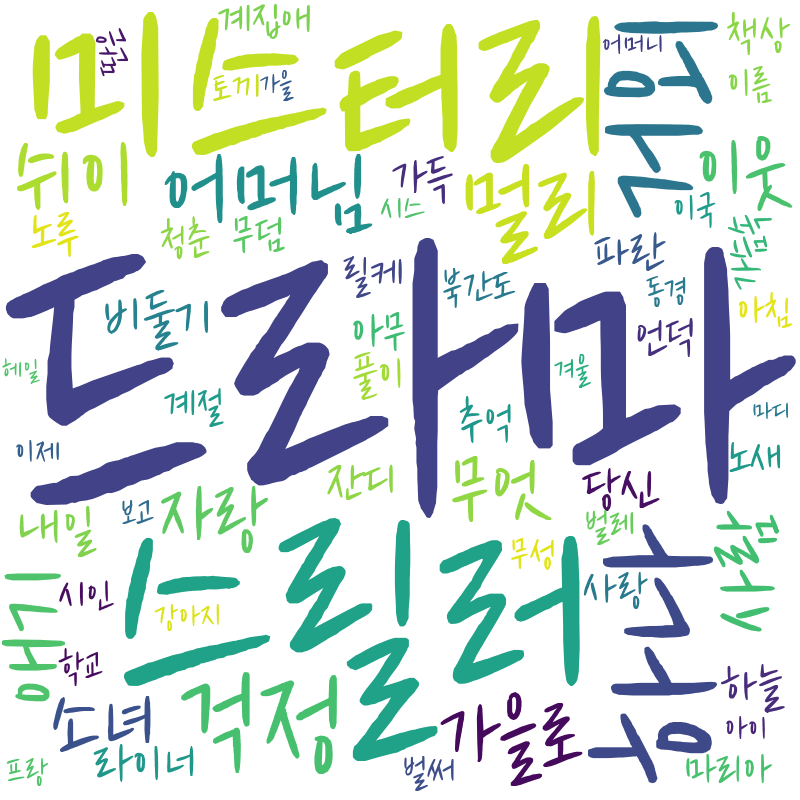 계집애
책상
미스터리
어머니
토끼
가을
이름
쉬이
어머님
가득
멀리
이웃
시스
이국
노루
청춘
무덤
릴케
북간도
파란
동경
드라마
비둘기
아침
아무
언덕
풀이
헤일
겨울
계절
추억
마디
이제
노새
잔디
무엇
당신
내일
보고
자랑
벌레
스릴러
무성
애기
시인
강아지
사랑
학교
하늘
소녀
걱정
가을로
아이
라이너
프랑
벌써
마리아